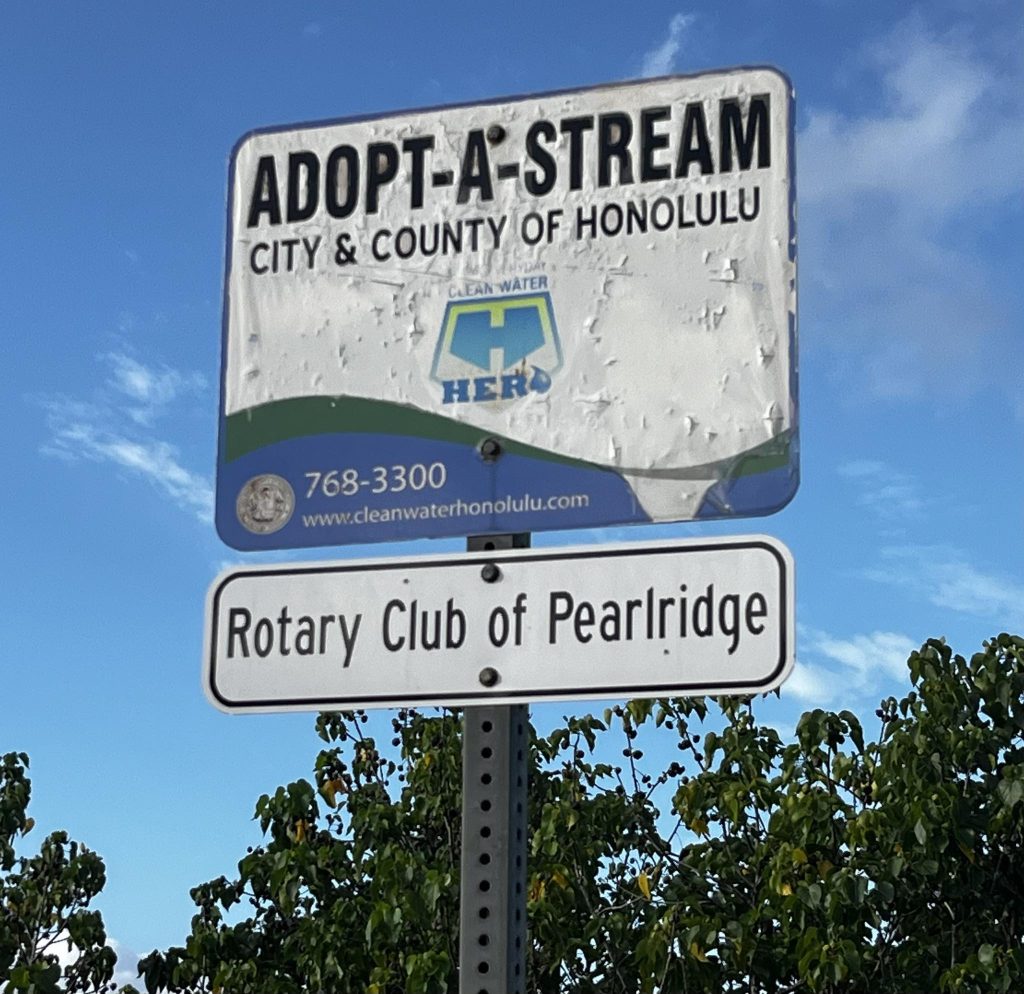 ADOPT-A-STREAM
CITY & COUNTY OF HONOLULU
CLEAN WATER
H
HERO
768-3300
www.cleanwaterhonolulu.com
Rotary Club of Pearlridge